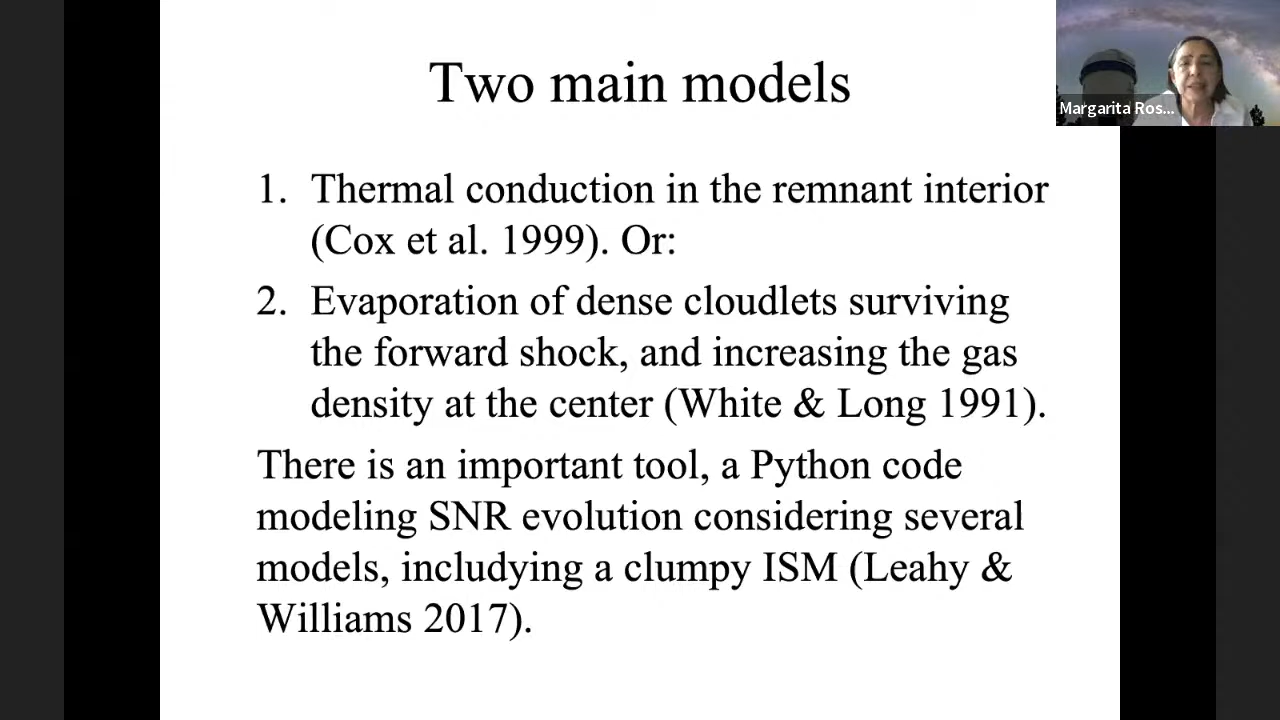 Two main models
Margarita Ros...
1. Thermal conduction in the remnant interior
(Cox et al. 1999). Or:
2. Evaporation of dense cloudlets surviving
the forward shock, and increasing the gas
density at the center (White & Long 1991).
There is an important tool, a Python code
modeling SNR evolution considering several
models, includying a clumpy ISM (Leahy &
Williams 2017).